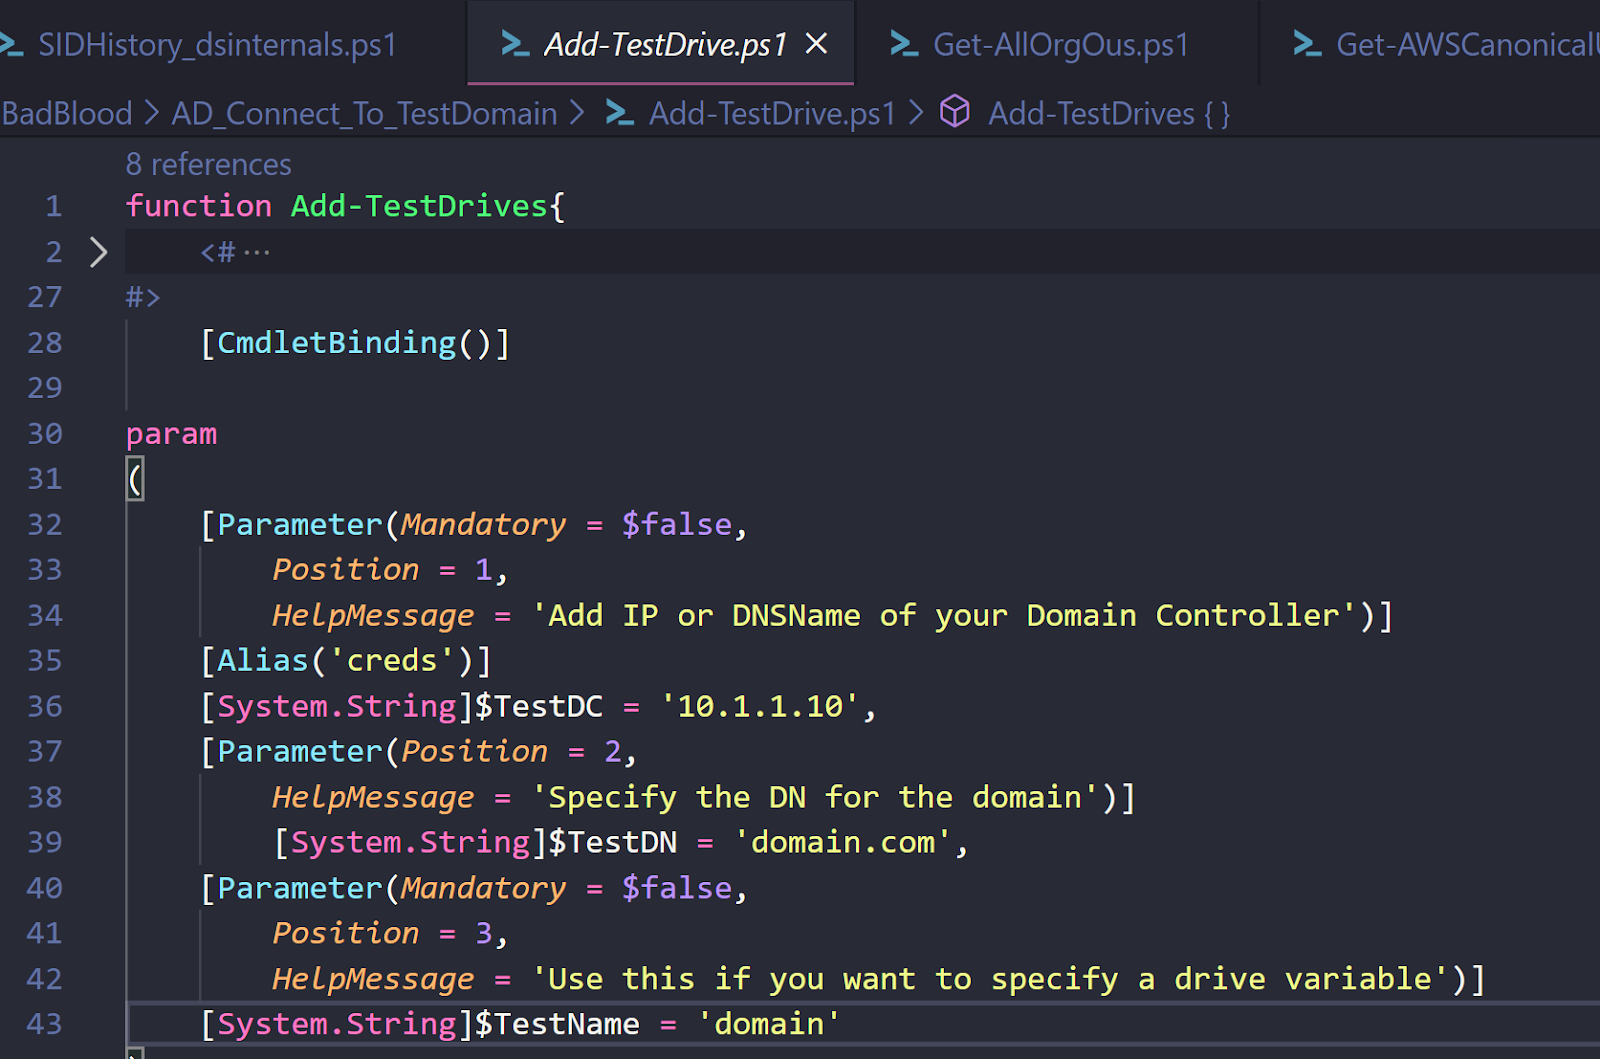 SIDHistory_dsinternals.ps1 Add-TestDrive.ps1 Get-AllOrgOus.ps1 Get-AWSCanonicalU
BadBlood > AD_Connect_To_TestDomain > Add-TestDrive.ps1 > Add-TestDrives { }
8 references
1 function Add-TestDrives{
2 <# ...
27 #>
28 [CmdletBinding()]
29
30 param
31 (
32 [Parameter(Mandatory = $false,
33 Position = 1,
34 HelpMessage = 'Add IP or DNSName of your Domain Controller')]
35 [Alias('creds')]
36 [System.String]$TestDC = '10.1.1.10',
37 [Parameter(Position = 2,
38 HelpMessage = 'Specify the DN for the domain')]
39 [System.String]$TestDN = 'domain.com',
40 [Parameter(Mandatory = $false,
41 Position = 3,
42 HelpMessage = 'Use this if you want to specify a drive variable')]
43 [System.String]$TestName = 'domain'